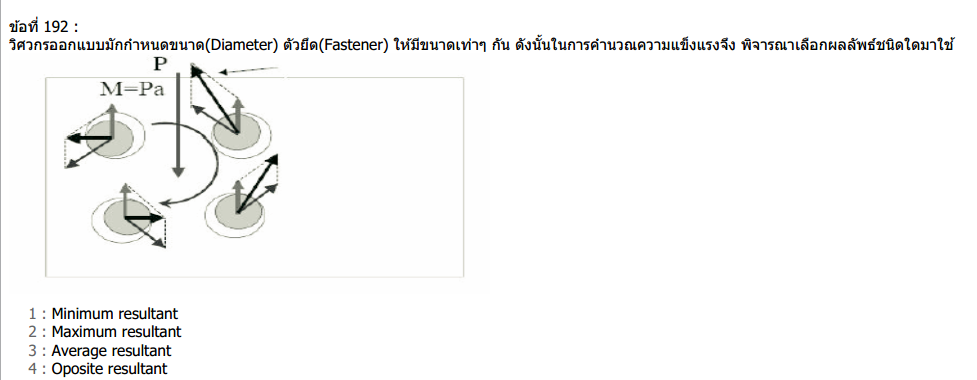 ข้อที่ 192 :
วิศวกรออกแบบมักกำหนดขนาด(Diameter) ตัวยึด(Fastener) ให้มีขนาดเท่าๆ กัน ดังนั้นในการคำนวณความแข็งแรงจึง พิจารณาเลือกผลลัพธ์ชนิดใดมาใช้
P
M=Pa
1 : Minimum resultant
2 : Maximum resultant
3 : Average resultant
4 : Oposite resultant